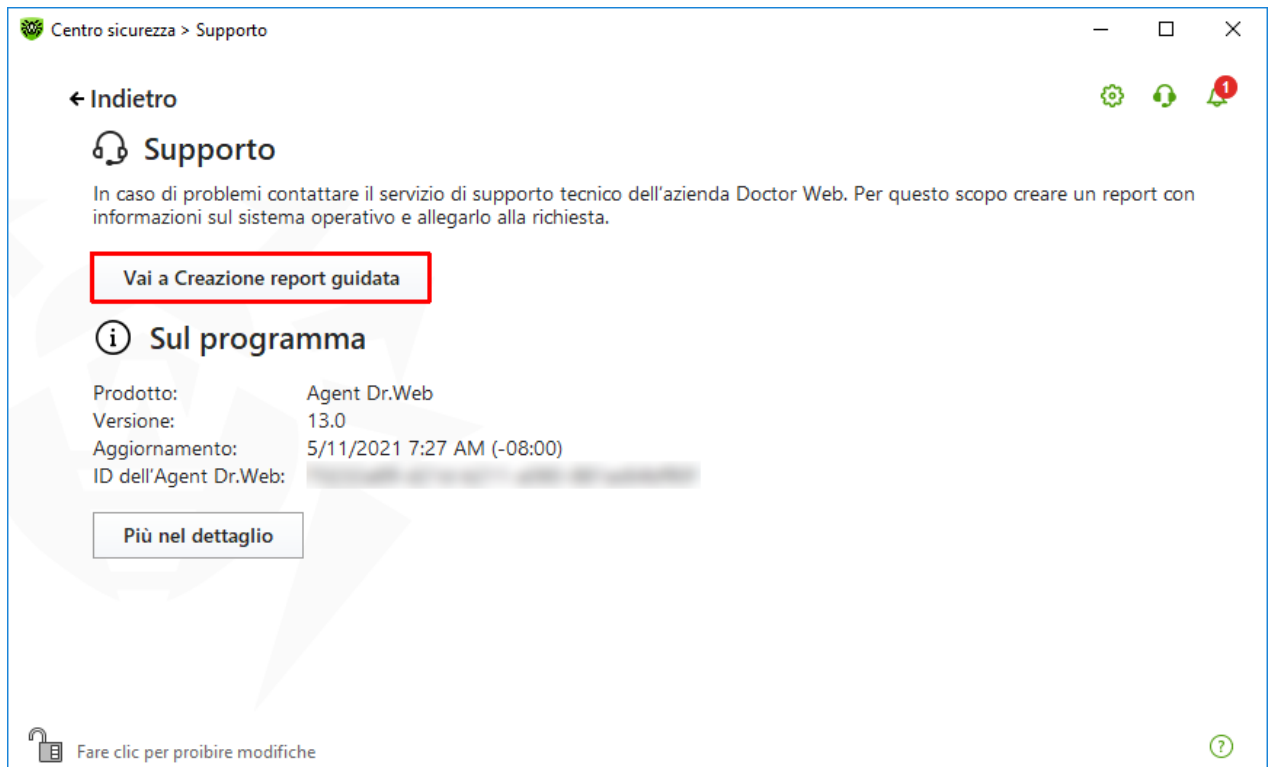 Centro sicurezza > Supporto
Indietro
1
Supporto
In caso di problemi contattare il servizio di supporto tecnico dell'azienda Doctor Web. Per questo scopo creare un report con
informazioni sul sistema operativo e allegarlo alla richiesta.
Vai a Creazione report guidata
Sul programma
Prodotto: Agent Dr.Web
Versione: 13.0
Aggiornamento: 5/11/2021 7:27 AM (-08:00)
ID dell'Agent Dr.Web:
Più nel dettaglio
Fare clic per proibire modifiche